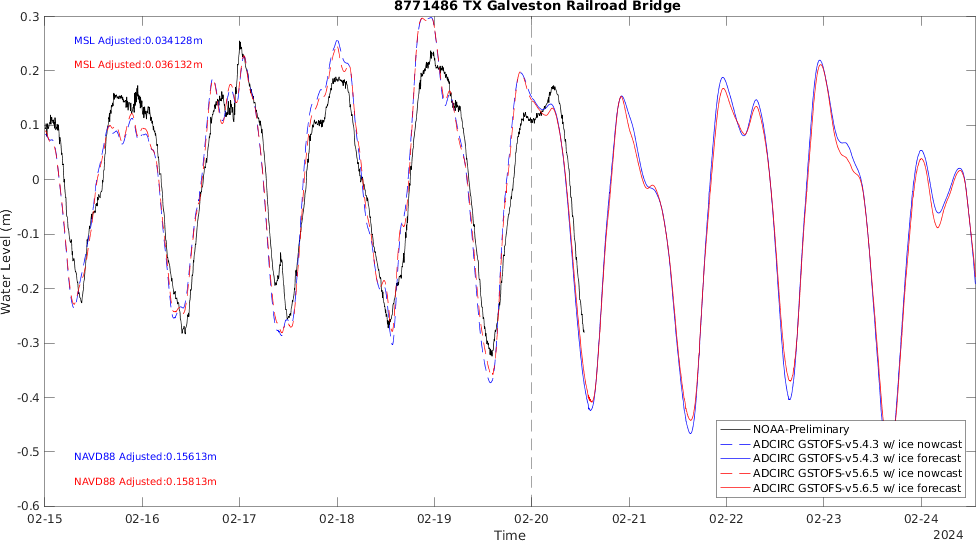 8771486 TX Galveston Railroad Bridge
MSL Adjusted:0.034128m
MSL Adjusted:0.036132m
NAVD88 Adjusted:0.15613m
NAVD88 Adjusted:0.15813m
Water Level (m)
0.3
0.2
0.1
0
-0.1
-0.2
-0.3
-0.4
-0.5
-0.6
NOAA-Preliminary
ADCIRC GSTOFS-v5.4.3 w/ ice nowcast
ADCIRC GSTOFS-v5.4.3 w/ ice forecast
ADCIRC GSTOFS-v5.6.5 w/ ice nowcast
ADCIRC GSTOFS-v5.6.5 w/ ice forecast
02-15 02-16 02-17 02-18 02-19 02-20 02-21 02-22 02-23 02-24
Time
2024